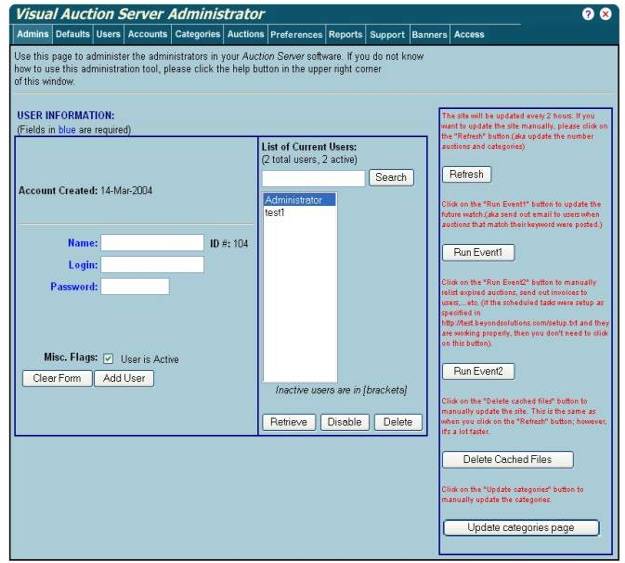 Visual Auction Server Administrator
Admins Defaults Users Accounts Categories Auctions Preferences Reports Support Banners Access
Use this page to administer the administrators in your Auction Server software. If you do not know
how to use this administration tool, please click the help button in the upper right corner
of this window.
USER INFORMATION:
(Fields in blue are required)
Account Created: 14-Mar-2004
Name:
ID #: 104
Login:
Password:
Misc. Flags:
User is Active
Clear Form
Add User
List of Current Users:
(2 total users, 2 active)
Search
Administrator
test1
Inactive users are in [brackets]
Retrieve
Disable
Delete
The site will be updated every 2 hours. If you
want to update the site manually, please click on
the "Refresh" button.(aka update the number
auctions and categories)
Refresh
Click on the "Run Event1" button to update the
future watch.(aka send out email to users when
auctions that match their keyword were posted.)
Run Event1
Click on the "Run Event2" button to manually
relist expired auctions, send out invoices to
users,...etc. (if the scheduled tasks were setup as
specified in
http://test.beyondsolutions.com/setup.txt and they
are working properly, then you don't need to click
on this button).
Run Event2
Click on the "Delete cached files" button to
manually update the site. This is the same as
when you click on the "Refresh" button; however,
it's a lot faster.
Delete Cached Files
Click on the "Update categories" button to
manually update the categories.
Update categories page